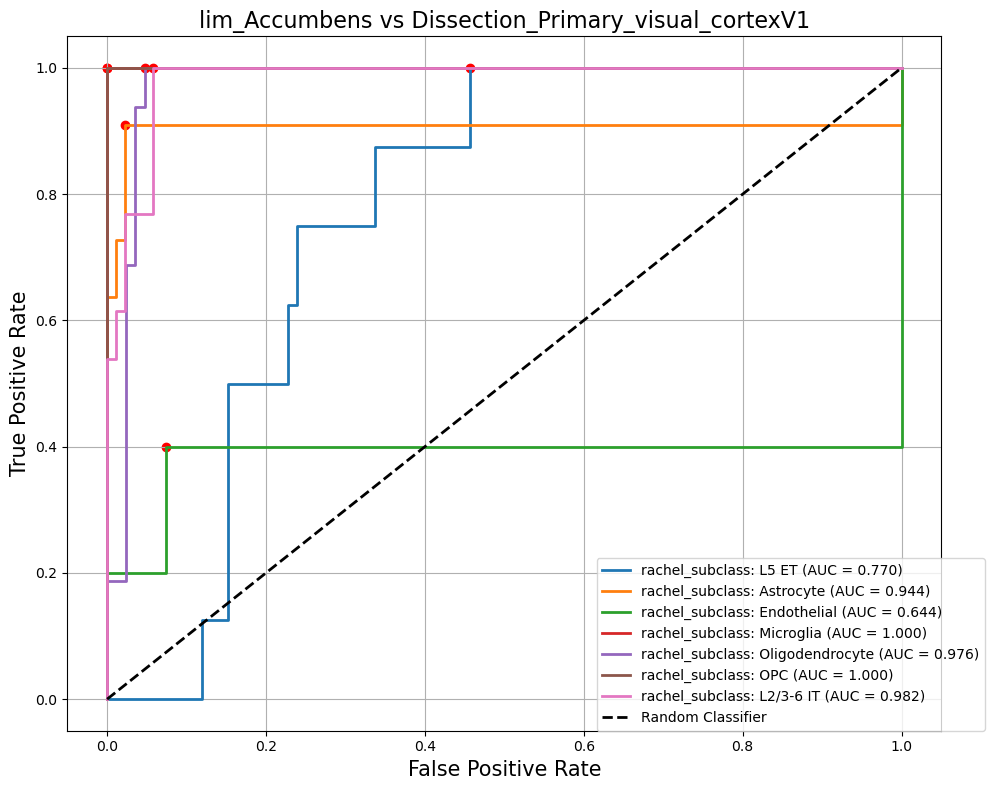 lim_Accumbens vs Dissection_Primary_visual_cortexV1
True Positive Rate
1.0
0.8
0.6
0.4
0.2
0.0
0.0 0.2 0.4 0.6 0.8 1.0
False Positive Rate
rachel_subclass: L5 ET (AUC = 0.770)
rachel_subclass: Astrocyte (AUC = 0.944)
rachel_subclass: Endothelial (AUC = 0.644)
rachel_subclass: Microglia (AUC = 1.000)
rachel_subclass: Oligodendrocyte (AUC = 0.976)
rachel_subclass: OPC (AUC = 1.000)
rachel_subclass: L2/3-6 IT (AUC = 0.982)
Random Classifier